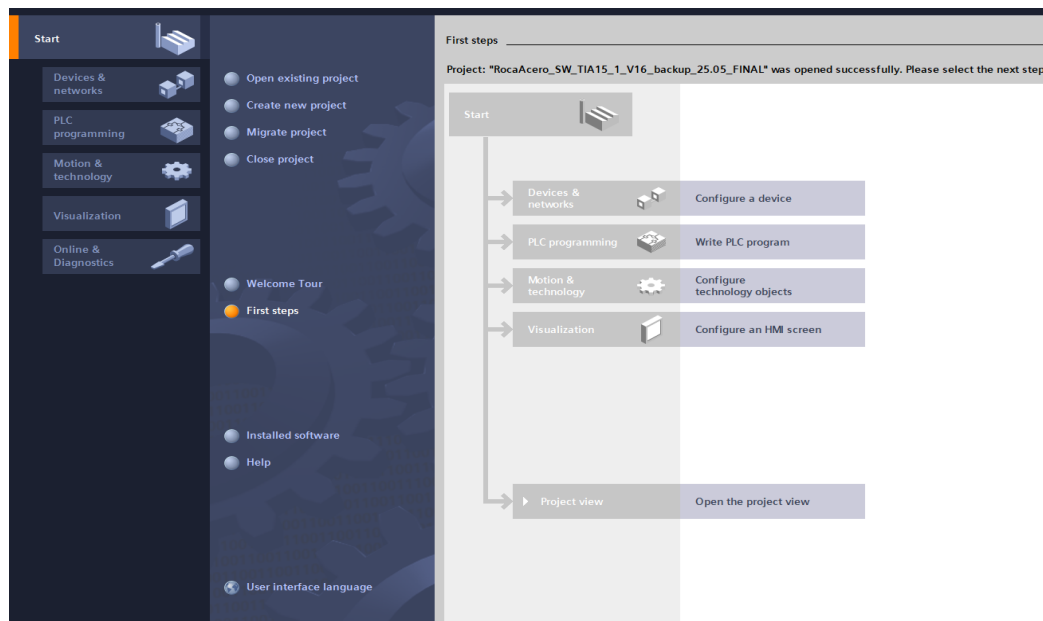 Start
Devices &
networks
PLC
programming
Motion &
technology
Visualization
Online &
Diagnostics
Open existing project
Create new project
Migrate project
Close project
Welcome Tour
First steps
Installed software
Help
User interface language
First steps
Project: "RocaAcero_SW_TIA15_1_V16_backup_25.05_FINAL" was opened successfully. Please select the next step
Start
Devices &
networks
Configure a device
PLC programming
Write PLC program
Motion &
technology
Configure
technology objects
Visualization
Configure an HMI screen
Project view
Open the project view